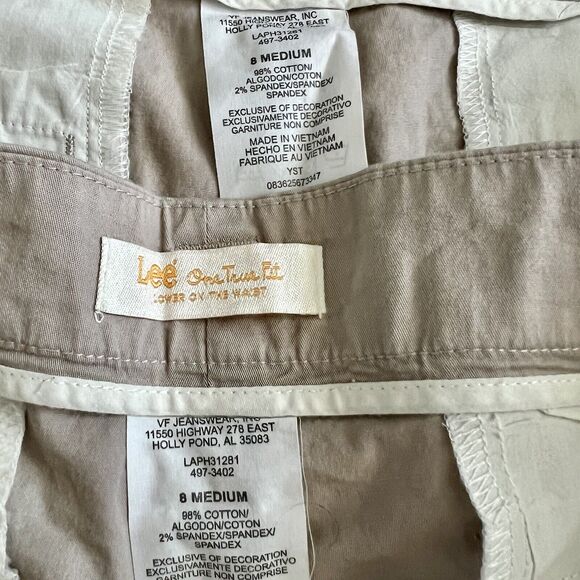 VF JEANSWEAR, INC
11550 HIGHWAY 278 EAST
HOLLY POND
LAPH31281
497-3402
8 MEDIUM
98% COTTON/
ALGODON/COTON
2% SPANDEX/SPANDEX/
SPANDEX
EXCLUSIVE OF DECORATION
EXCLUSIVAMENTE DECORATIVO
GARNITURE NON COMPRISE
MADE IN VIETNAM
HECHO EN VIETNAM
FABRIQUE AU VIETNAM
YST
083625673347
Lee® One True Fit
LOWER ON THE WAIST
VF JEANSWEAR, INC
11550 HIGHWAY 278 EAST
HOLLY POND, AL 35083
LAPH31281
497-3402
8 MEDIUM
98% COTTON/
ALGODON/COTON
2% SPANDEX/SPANDEX/
SPANDEX
EXCLUSIVE OF DECORATION
EXCLUSIVAMENTE DECORATIVO
GARNITURE NON COMPRISE